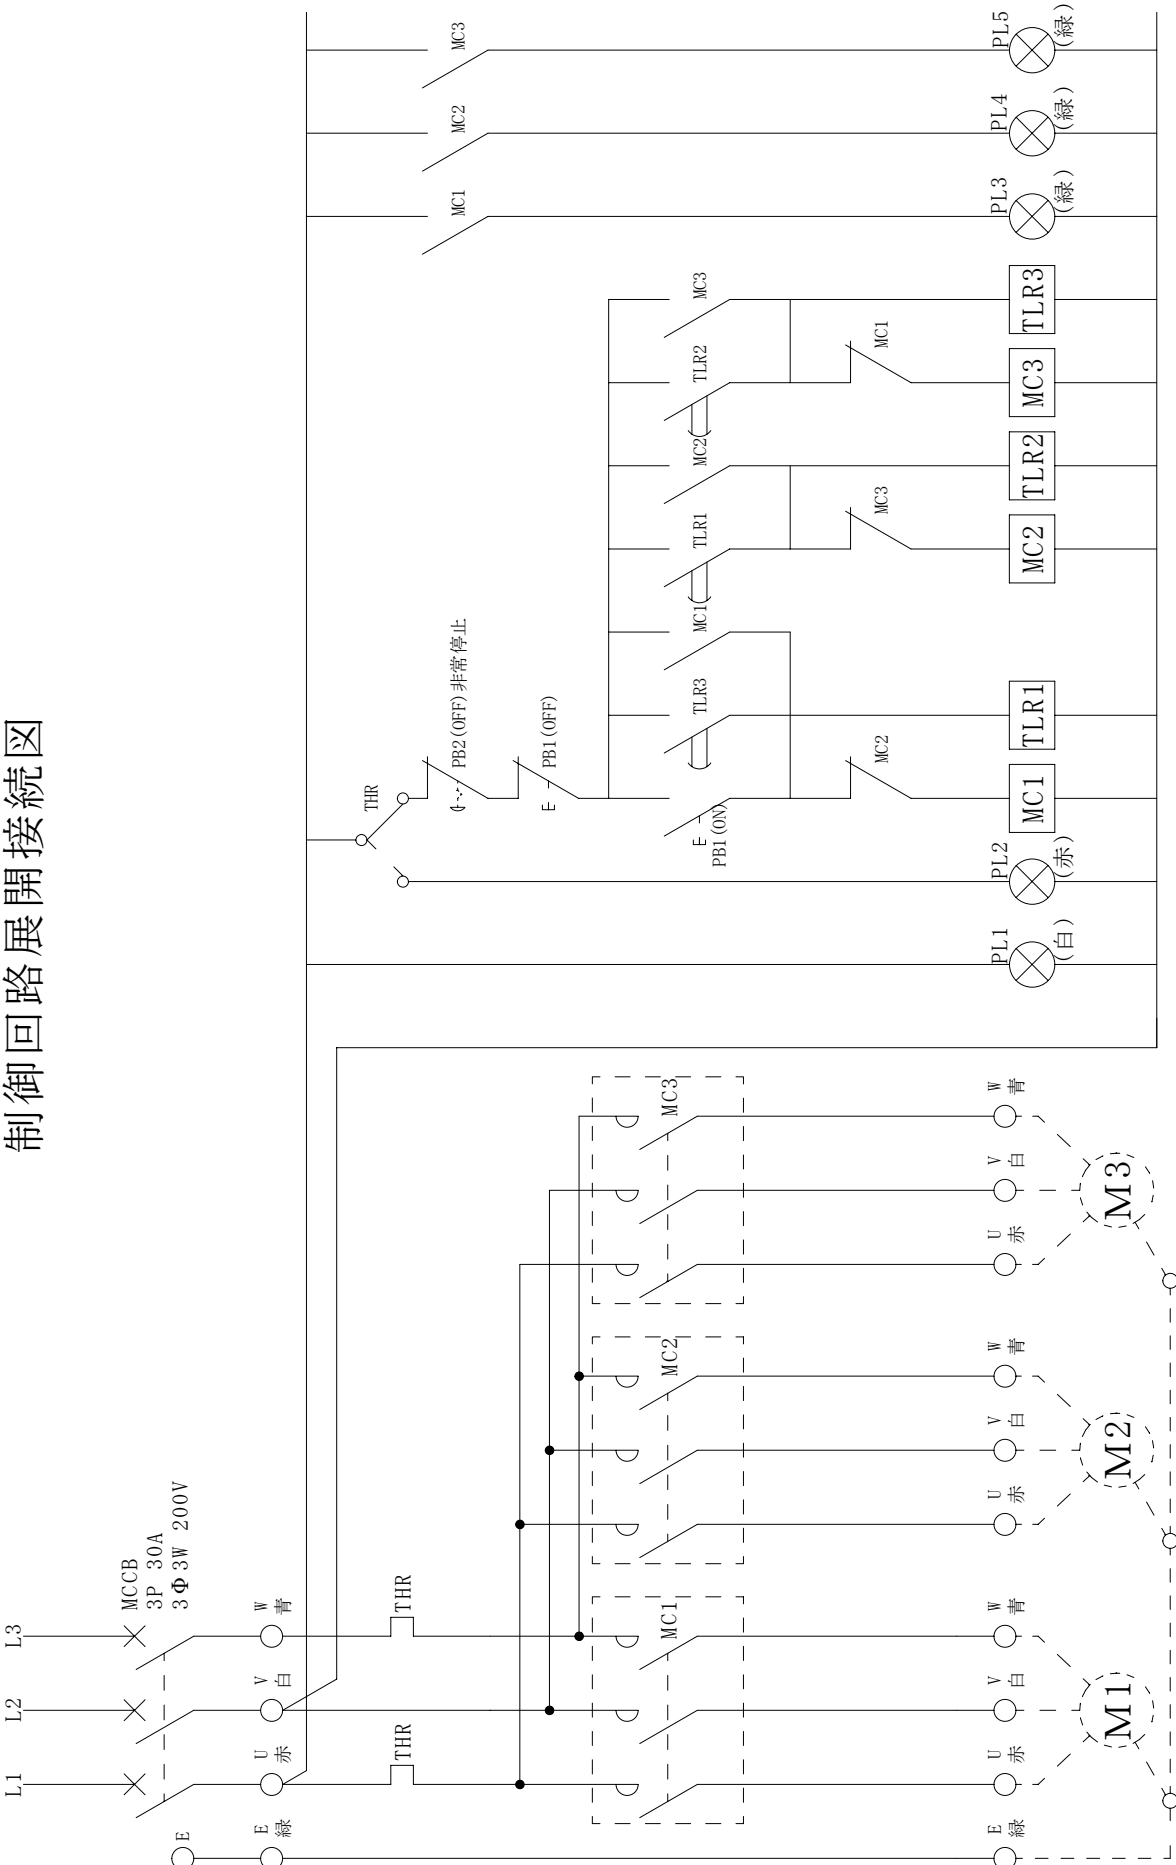 制御回路展開接続図
L1
L2
L3
MCCB
3P 30A
3Φ3W 200V
E
E
緑
U
赤
V
白
W
青
THR
THR
MC1
MC2
MC3
E
緑
U
赤
V
白
W
青
U
赤
V
白
W
青
U
赤
V
白
W
青
M1
M2
M3
THR
PB2(OFF)非常停止
PB1(OFF)
PB1(ON)
TLR3
MC1
TLR1
MC2
TLR2
MC3
MC2
MC3
MC1
MC1
MC2
MC3
PL1
(白)
PL2
(赤)
MC1
TLR1
MC2
TLR2
MC3
TLR3
PL3
(緑)
PL4
(緑)
PL5
(緑)